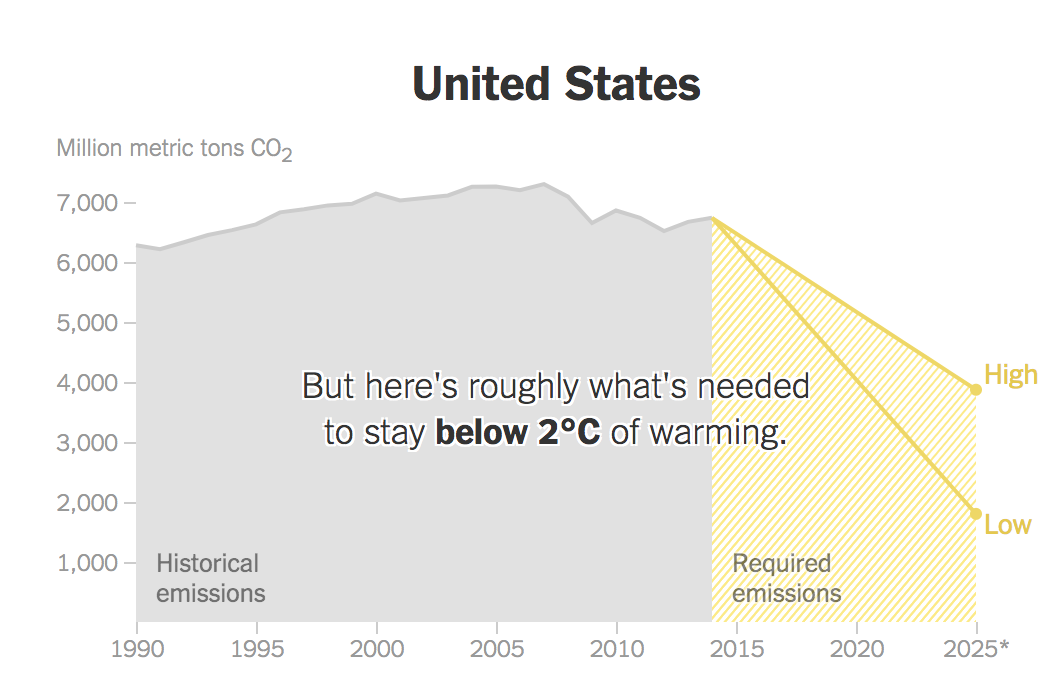 United States
Million metric tons CO₂
7,000
6,000
5,000
4,000
3,000
2,000
1,000
But here's roughly what's needed
to stay below 2°C of warming.
High
Low
Historical
emissions
Required
emissions
1990
1995
2000
2005
2010
2015
2020
2025*